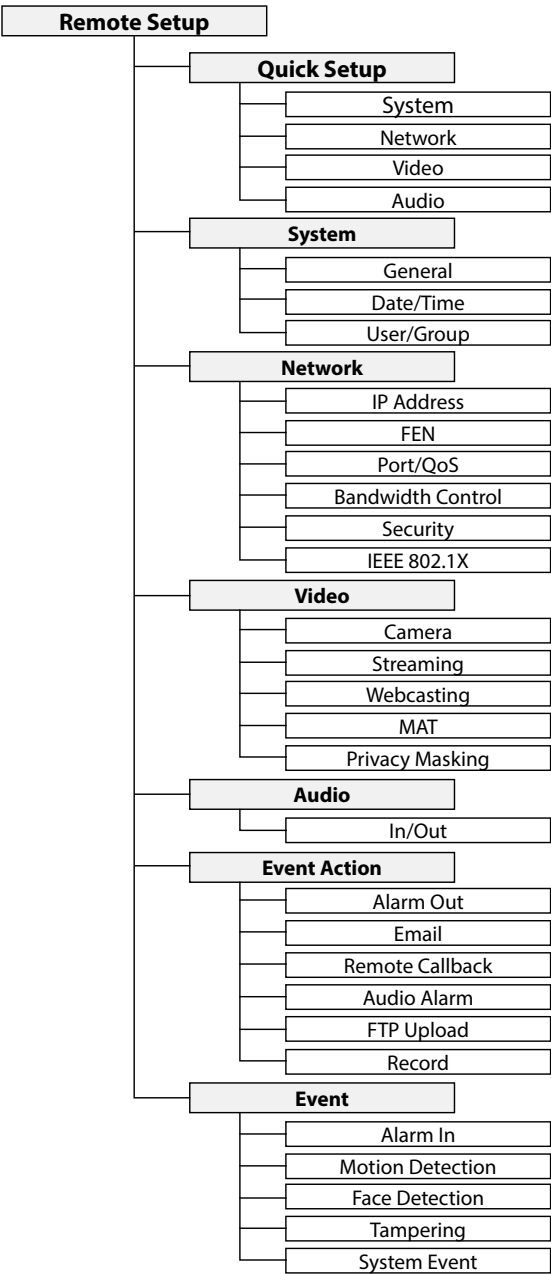 Remote Setup
Quick Setup
System
Network
Video
Audio
System
General
Date/Time
User/Group
Network
IP Address
FEN
Port/QoS
Bandwidth Control
Security
IEEE 802.1X
Video
Camera
Streaming
Webcasting
MAT
Privacy Masking
Audio
In/Out
Event Action
Alarm Out
Email
Remote Callback
Audio Alarm
FTP Upload
Record
Event
Alarm In
Motion Detection
Face Detection
Tampering
System Event